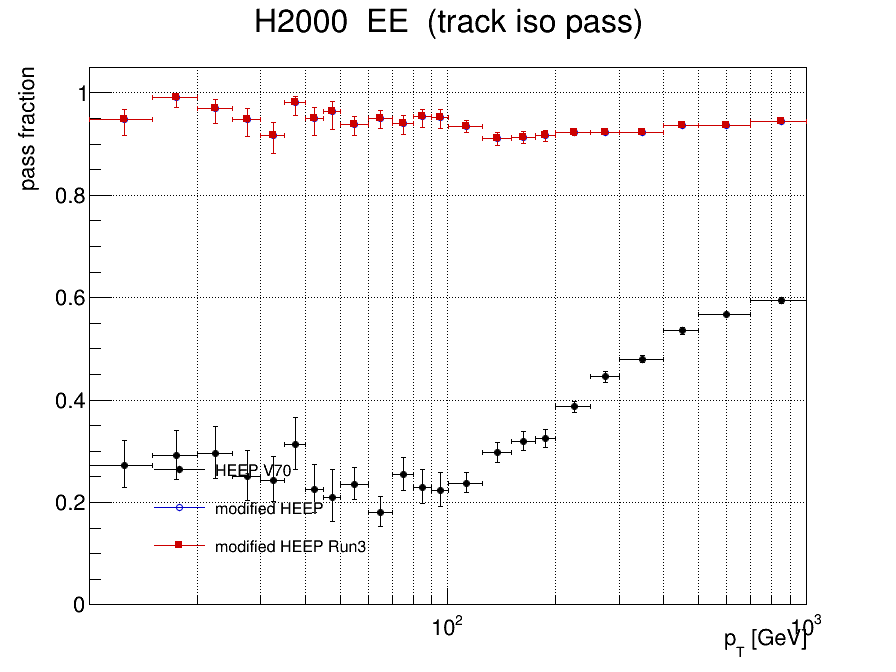 H2000 EE (track iso pass)
pass fraction
1
0.8
0.6
0.4
0.2
0
HEEP V70
modified HEEP
modified HEEP Run3
10²
10³
p_T [GeV]